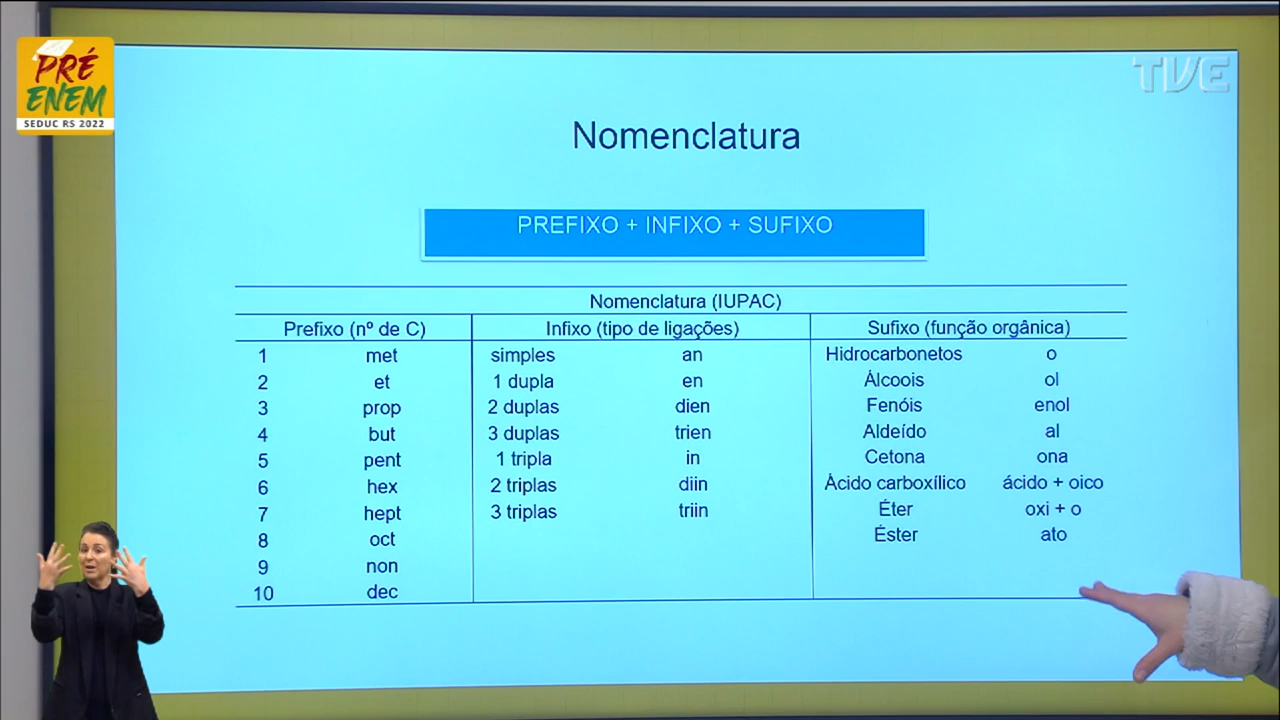 PRÉ
ENEM
SEDUC RS 2022
TVE
Nomenclatura
PREFIXO + INFIXO + SUFIXO
Nomenclatura (IUPAC)
Prefixo (nº de C) Infixo (tipo de ligações) Sufixo (função orgânica)
1 met simples an Hidrocarbonetos o
2 et 1 dupla en Álcoois ol
3 prop 2 duplas dien Fenóis enol
4 but 3 duplas trien Aldeído al
5 pent 1 tripla in Cetona ona
6 hex 2 triplas diin Ácido carboxílico ácido + oico
7 hept 3 triplas triin Éter oxi + o
8 oct Éster ato
9 non
10 dec